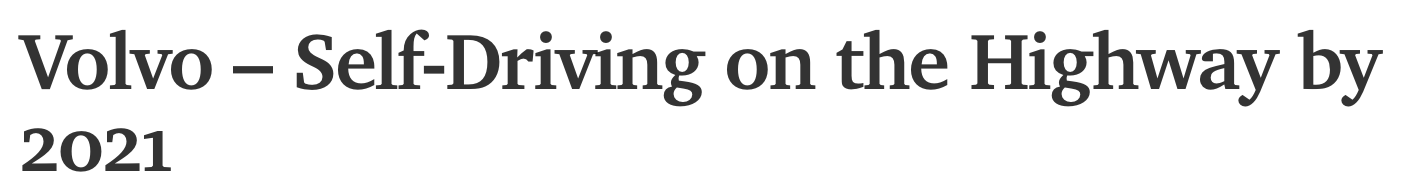 Volvo – Self-Driving on the Highway by
2021